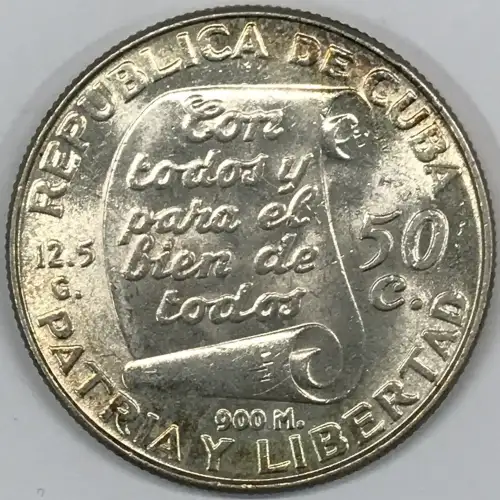 REPUBLICA DE CUBA
Con
todos y
para el
bien de
todos
12.5
G.
50
C.
900 M.
PATRIA Y LIBERTAD